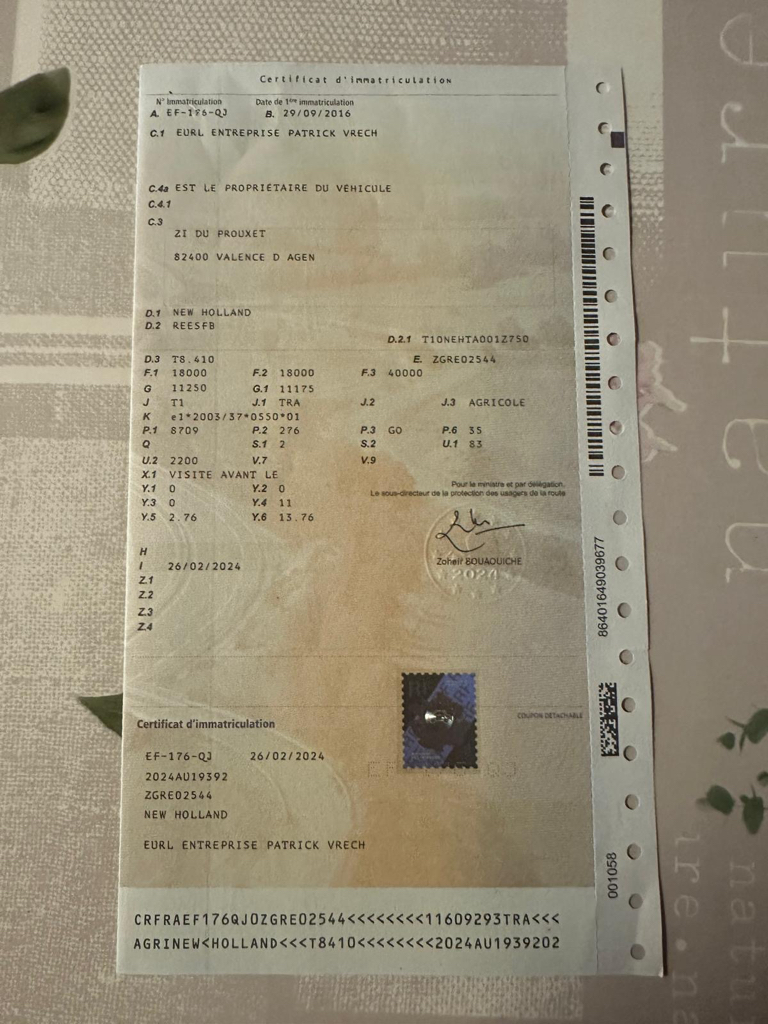 Certificat d'immatriculation
N° Immatriculation Date de 1ère immatriculation
A. EF-176-QJ B. 29/09/2016
C.1 EURL ENTREPRISE PATRICK VRECH
C.4a EST LE PROPRIÉTAIRE DU VÉHICULE
C.4.1
C.3
ZI DU PROUXET
82400 VALENCE D AGEN
D.1 NEW HOLLAND
D.2 REESFB
D.2.1 T10NEHTA001Z750
D.3 T8.410 E. ZGRE02544
F.1 18000 F.2 18000 F.3 40000
G 11250 G.1 11175
J T1 J.1 TRA J.2 J.3 AGRICOLE
K e1*2003/37*0550*01
P.1 8709 P.2 276 P.3 GO P.6 35
Q S.1 2 S.2 U.1 83
U.2 2200 V.7 V.9
X.1 VISITE AVANT LE
Y.1 0 Y.2 0
Y.3 0 Y.4 11
Y.5 2.76 Y.6 13.76
Pour le ministre et par délégation,
Le sous-directeur de la protection des usagers de la route
Zoheir BOUAOUICHE
2024
H
I 26/02/2024
Z.1
Z.2
Z.3
Z.4
COUPON DÉTACHABLE
Certificat d'immatriculation
EF-176-QJ 26/02/2024
EF-176-QJ
2024AU19392
ZGRE02544
NEW HOLLAND
EURL ENTREPRISE PATRICK VRECH
CRFRAEF176QJ0ZGRE02544<<<<<<<<11609293TRA<<<
AGRINEW<HOLLAND<<<T8410<<<<<<<<2024AU1939202
86401649039677
001058